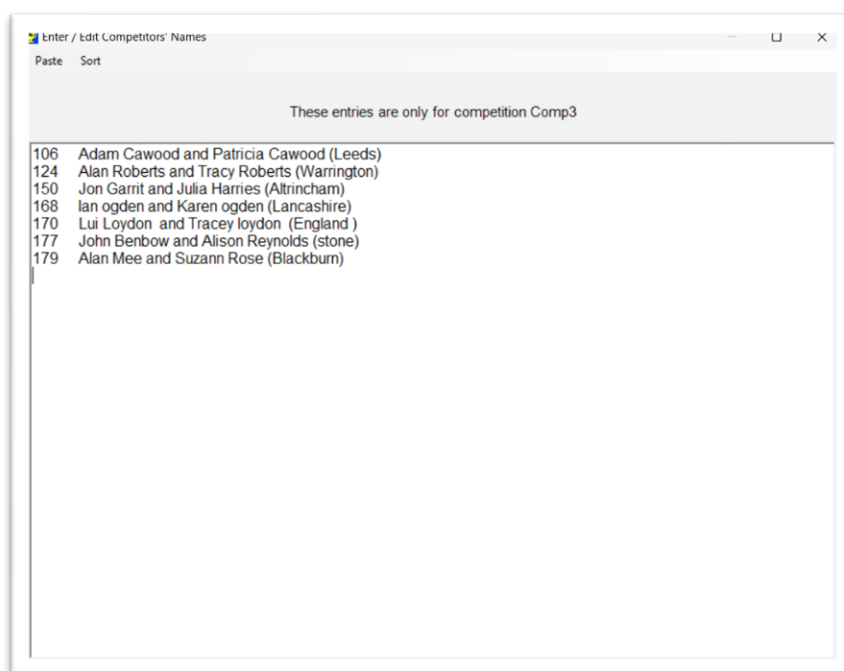 Enter / Edit Competitors' Names
Paste Sort
These entries are only for competition Comp3
106 Adam Cawood and Patricia Cawood (Leeds)
124 Alan Roberts and Tracy Roberts (Warrington)
150 Jon Garrit and Julia Harries (Altrincham)
168 Ian ogden and Karen ogden (Lancashire)
170 Lui Loydon and Tracey loydon (England )
177 John Benbow and Alison Reynolds (stone)
179 Alan Mee and Suzann Rose (Blackburn)